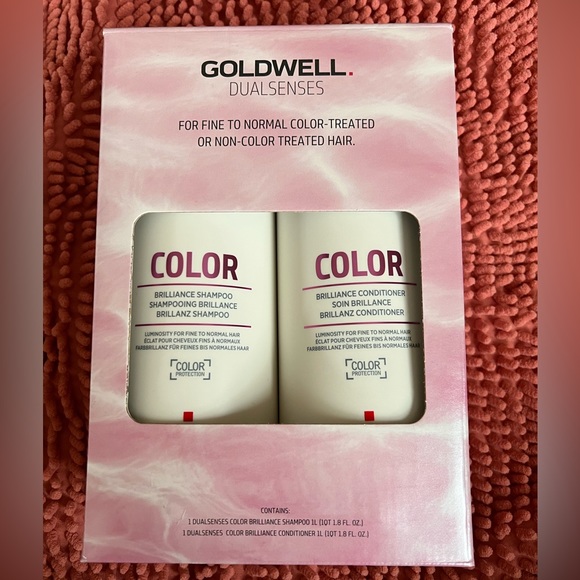 GOLDWELL.
DUALSENSES
FOR FINE TO NORMAL COLOR-TREATED
OR NON-COLOR TREATED HAIR.
COLOR
BRILLIANCE SHAMPOO
SHAMPOOING BRILLANCE
BRILLANZ SHAMPOO
LUMINOSITY FOR FINE TO NORMAL HAIR
ÉCLAT POUR CHEVEUX FINS À NORMAUX
FARBBRILLANZ FÜR FEINES BIS NORMALES HAAR
COLOR
PROTECTION
COLOR
BRILLIANCE CONDITIONER
SOIN BRILLANCE
BRILLANZ CONDITIONER
LUMINOSITY FOR FINE TO NORMAL HAIR
ÉCLAT POUR CHEVEUX FINS À NORMAUX
FARBBRILLANZ FÜR FEINES BIS NORMALES HAAR
COLOR
PROTECTION
CONTAINS:
1 DUALSENSES COLOR BRILLIANCE SHAMPOO 1L (1QT 1.8 FL. OZ.)
1 DUALSENSES COLOR BRILLIANCE CONDITIONER 1L (1QT 1.8 FL. OZ.)